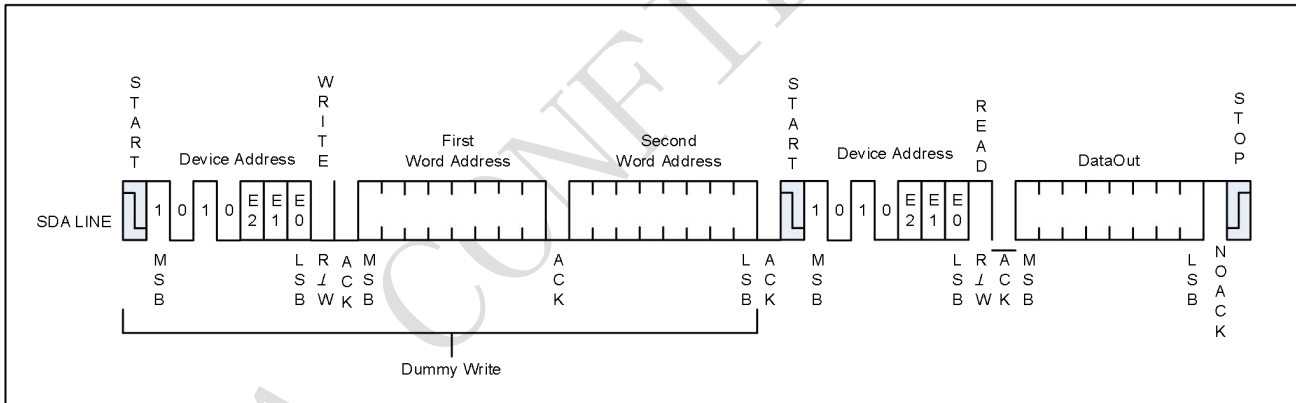 START
WRITE
START
READ
STOP
Device Address
First
Word Address
Second
Word Address
Device Address
DataOut
SDA LINE
1 0 1 0 E2 E1 E0
1 0 1 0 E2 E1 E0
MSB
LSB
R/W
ACK
MSB
ACK
LSB
ACK
MSB
LSB
R/W
ACK
MSB
LSB
NOACK
Dummy Write